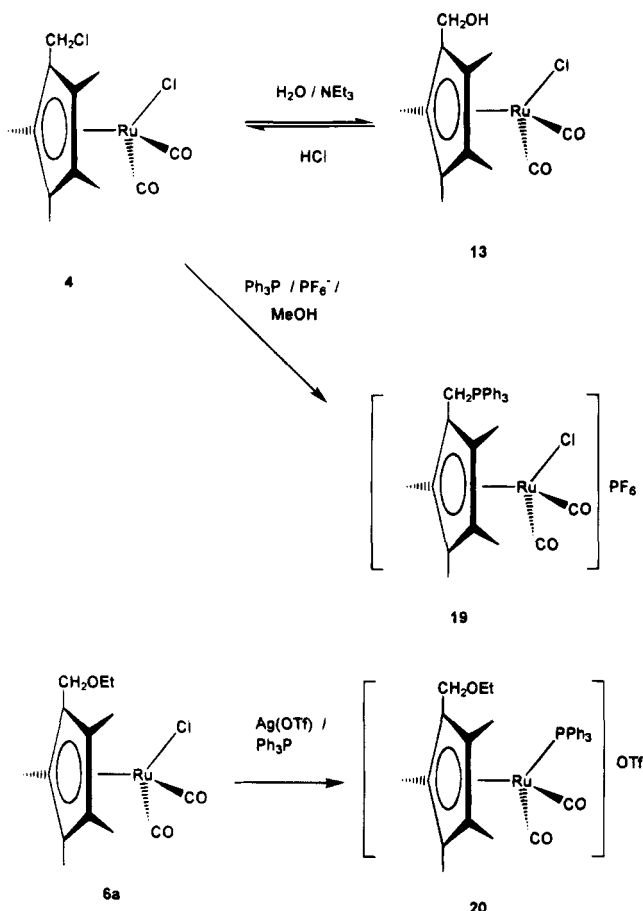 CH₂Cl
Cl
Ru
CO
CO
4
H₂O / NEt₃
HCl
CH₂OH
Cl
Ru
CO
CO
13
Ph₃P / PF₆⁻ /
MeOH
CH₂PPh₃
Cl
Ru
CO
CO
PF₆
19
CH₂OEt
Cl
Ru
CO
CO
6a
Ag(OTf) /
Ph₃P
CH₂OEt
PPh₃
Ru
CO
CO
OTf
20